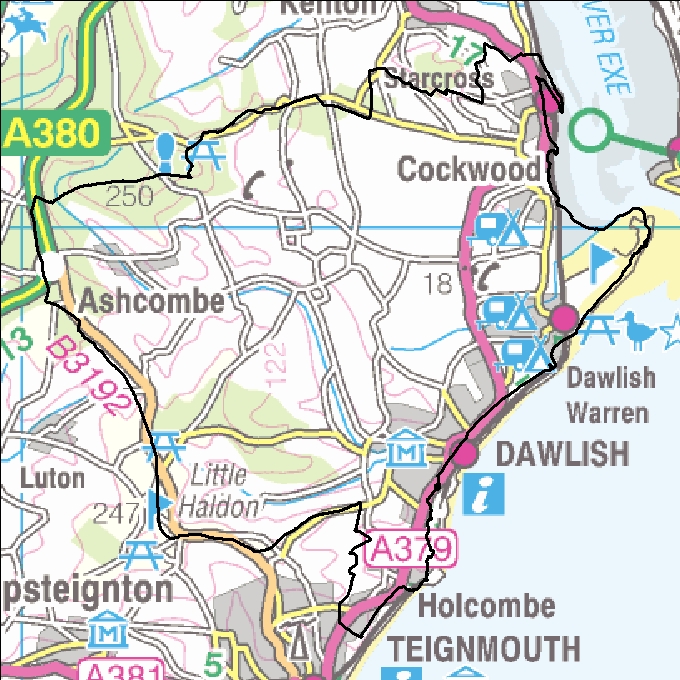 Kenton
17
Starcross
VER EXE
A380
Cockwood
250
18
Ashcombe
13
B3192
122
Dawlish
Warren
DAWLISH
Luton
Little
Haldon
247
i
A379
psteignton
Holcombe
TEIGNMOUTH
A381
5